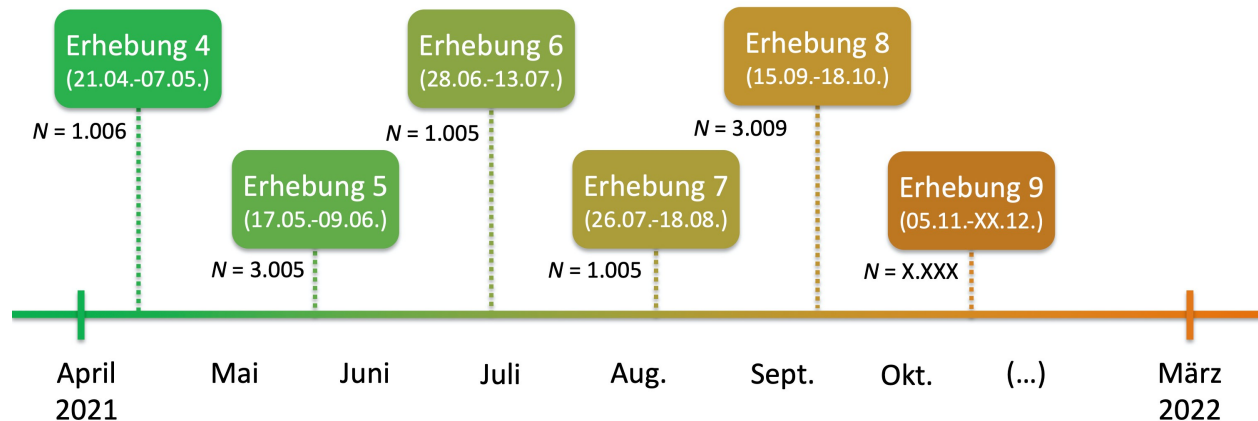 Erhebung 4
(21.04.-07.05.)
N = 1.006
Erhebung 5
(17.05.-09.06.)
N = 3.005
Erhebung 6
(28.06.-13.07.)
N = 1.005
Erhebung 7
(26.07.-18.08.)
N = 1.005
Erhebung 8
(15.09.-18.10.)
N = 3.009
Erhebung 9
(05.11.-XX.12.)
N = X.XXX
April
2021
Mai
Juni
Juli
Aug.
Sept.
Okt.
(...)
März
2022